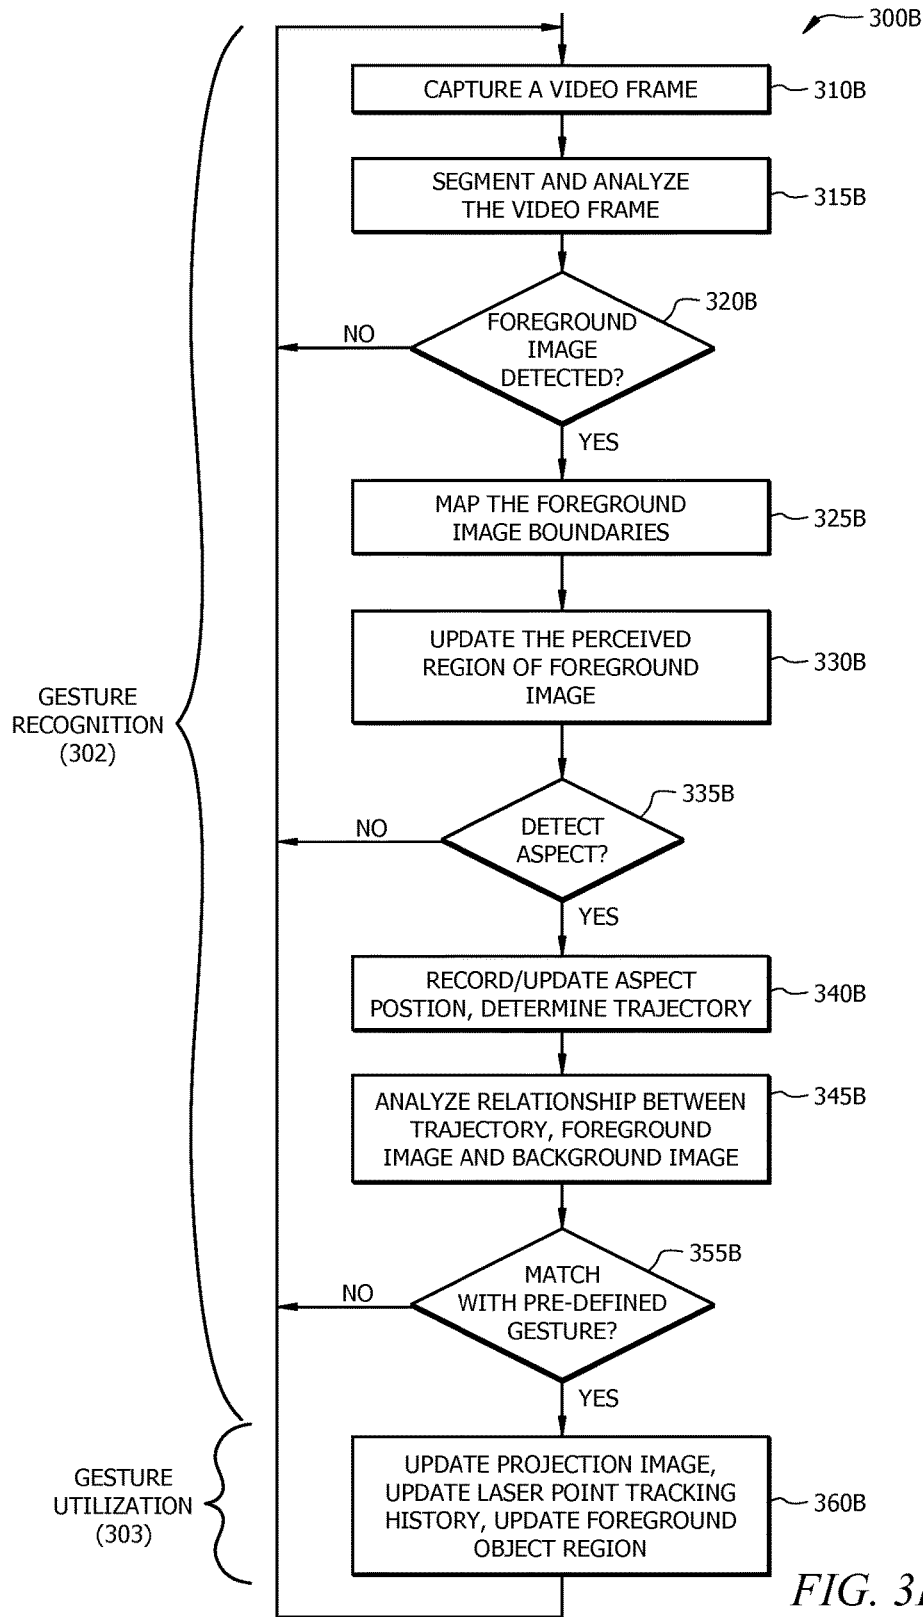 300B
CAPTURE A VIDEO FRAME
310B
SEGMENT AND ANALYZE
THE VIDEO FRAME
315B
320B
FOREGROUND
IMAGE
DETECTED?
NO
YES
MAP THE FOREGROUND
IMAGE BOUNDARIES
325B
UPDATE THE PERCEIVED
REGION OF FOREGROUND
IMAGE
330B
GESTURE
RECOGNITION
(302)
335B
DETECT
ASPECT?
NO
YES
RECORD/UPDATE ASPECT
POSTION, DETERMINE TRAJECTORY
340B
ANALYZE RELATIONSHIP BETWEEN
TRAJECTORY, FOREGROUND
IMAGE AND BACKGROUND IMAGE
345B
355B
MATCH
WITH PRE-DEFINED
GESTURE?
NO
YES
GESTURE
UTILIZATION
(303)
UPDATE PROJECTION IMAGE,
UPDATE LASER POINT TRACKING
HISTORY, UPDATE FOREGROUND
OBJECT REGION
360B
FIG.